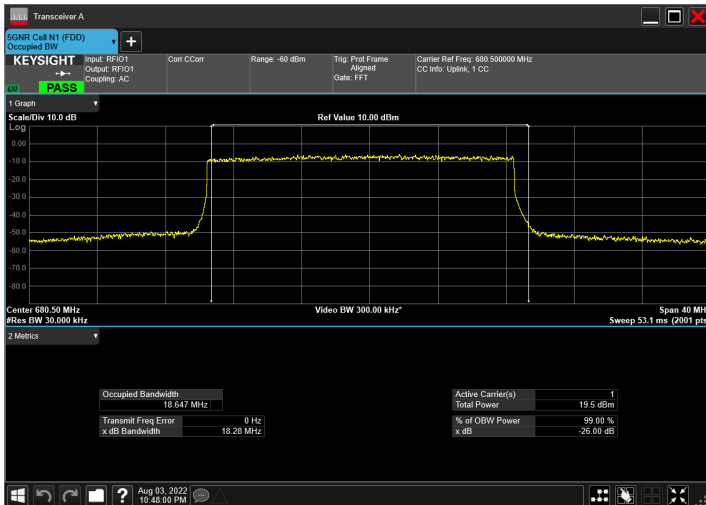 Transceiver A
5GNR Cell N1 (FDD)
Occupied BW
KEYSIGHT
LXI
PASS
Input: RFIO1
Output: RFIO1
Coupling: AC
Corr CCorr
Range: -60 dBm
Trig: Prot Frame
Aligned
Gate: FFT
Carrier Ref Freq: 680.500000 MHz
CC Info: Uplink, 1 CC
1 Graph
Scale/Div 10.0 dB
Ref Value 10.00 dBm
Log
0.00
-10.0
-20.0
-30.0
-40.0
-50.0
-60.0
-70.0
-80.0
Center 680.50 MHz
Video BW 300.00 kHz*
Span 40 MH
#Res BW 30.000 kHz
Sweep 53.1 ms (2001 pts
2 Metrics
Occupied Bandwidth
18.647 MHz
Transmit Freq Error 0 Hz
x dB Bandwidth 18.28 MHz
Active Carrier(s) 1
Total Power 19.5 dBm
% of OBW Power 99.00 %
x dB -26.00 dB
?
Aug 03, 2022
10:48:00 PM